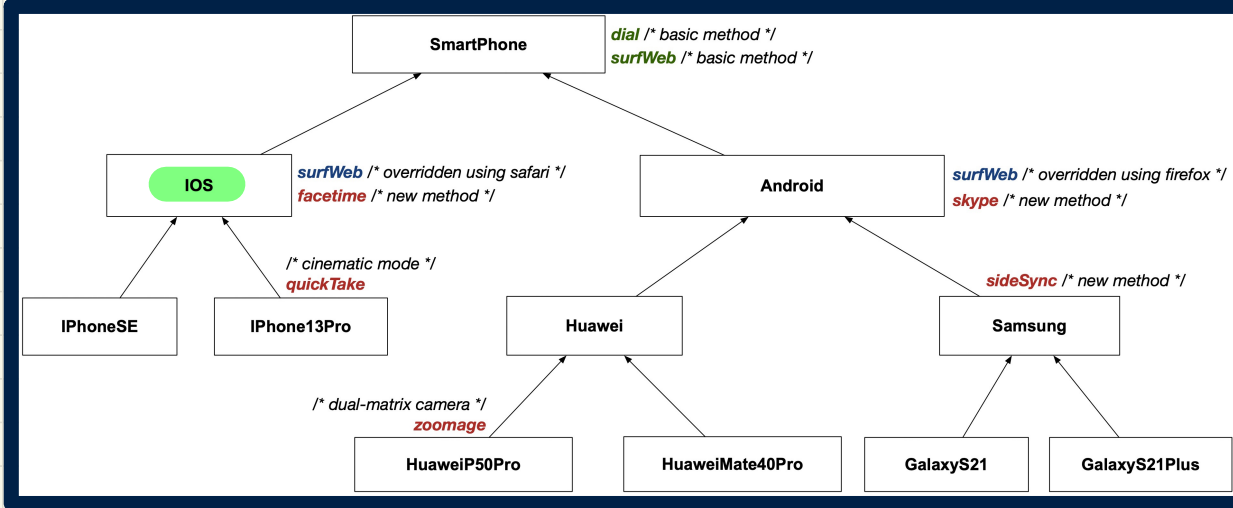 SmartPhone
dial /* basic method */
surfWeb /* basic method */
IOS
surfWeb /* overridden using safari */
facetime /* new method */
Android
surfWeb /* overridden using firefox */
skype /* new method */
/* cinematic mode */
quickTake
sideSync /* new method */
IPhoneSE
IPhone13Pro
Huawei
Samsung
/* dual-matrix camera */
zoomage
HuaweiP50Pro
HuaweiMate40Pro
GalaxyS21
GalaxyS21Plus